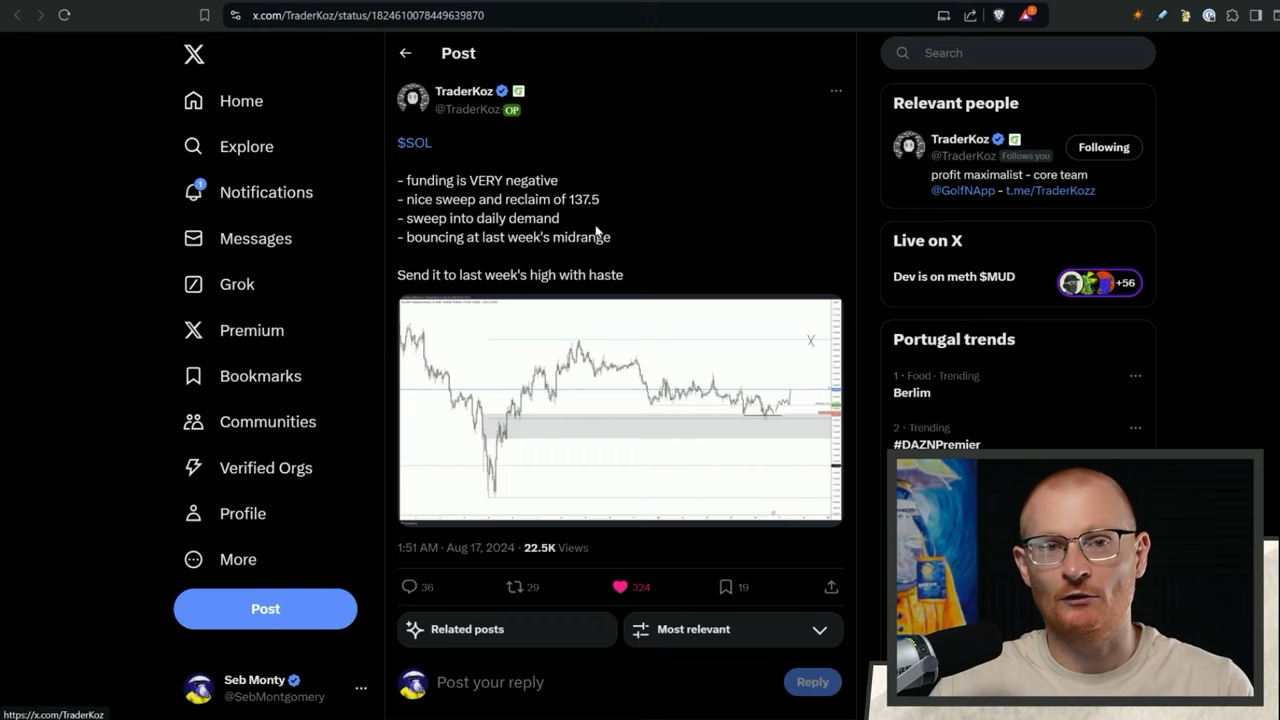 x.com/TraderKoz/status/1824610078449639870
Home
Explore
1
Notifications
Messages
Grok
Premium
Bookmarks
Communities
Verified Orgs
Profile
More
Post
Seb Monty
@SebMontgomery
https://x.com/TraderKoz
Post
TraderKoz
@TraderKoz OP
$SOL
- funding is VERY negative
- nice sweep and reclaim of 137.5
- sweep into daily demand
- bouncing at last week's midrange
Send it to last week's high with haste
X
1:51 AM · Aug 17, 2024 · 22.5K Views
36 29 324 19
Related posts
Most relevant
Post your reply
Reply
Search
Relevant people
TraderKoz
@TraderKoz Follows you
Following
profit maximalist - core team
@GolfNApp - t.me/TraderKozz
Live on X
Dev is on meth $MUD
+56
Portugal trends
1 · Food · Trending
Berlim
2 · Trending
#DAZNPremier